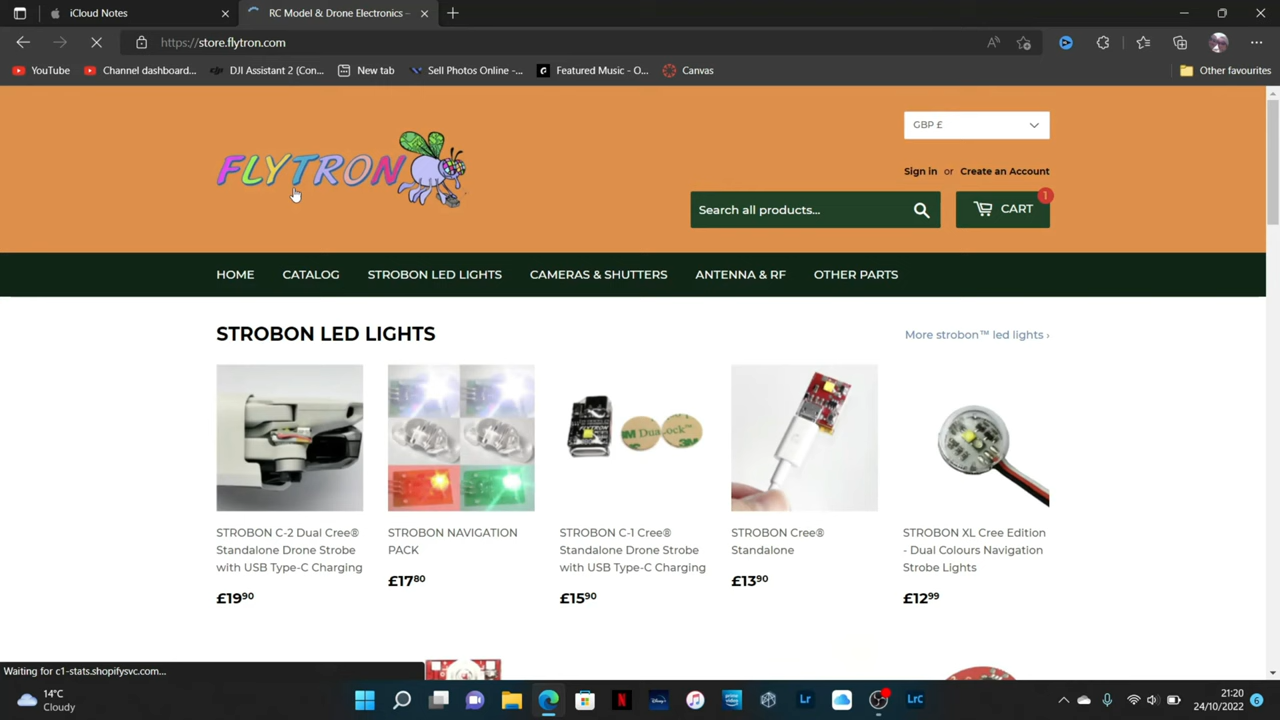 iCloud Notes
RC Model & Drone Electronics –
https://store.flytron.com
YouTube
Channel dashboard...
DJI Assistant 2 (Con...
New tab
Sell Photos Online -...
Featured Music - O...
Canvas
Other favourites
FLYTRON
GBP £
Sign in or Create an Account
Search all products...
CART
1
HOME
CATALOG
STROBON LED LIGHTS
CAMERAS & SHUTTERS
ANTENNA & RF
OTHER PARTS
STROBON LED LIGHTS
More strobon™ led lights ›
STROBON C-2 Dual Cree®
Standalone Drone Strobe
with USB Type-C Charging
£19⁹⁰
STROBON NAVIGATION
PACK
£17⁸⁰
STROBON C-1 Cree®
Standalone Drone Strobe
with USB Type-C Charging
£15⁹⁰
STROBON Cree®
Standalone
£13⁹⁰
STROBON XL Cree Edition
- Dual Colours Navigation
Strobe Lights
£12⁹⁹
Waiting for c1-stats.shopifysvc.com...
14°C
Cloudy
Lr
LrC
21:20
24/10/2022
6